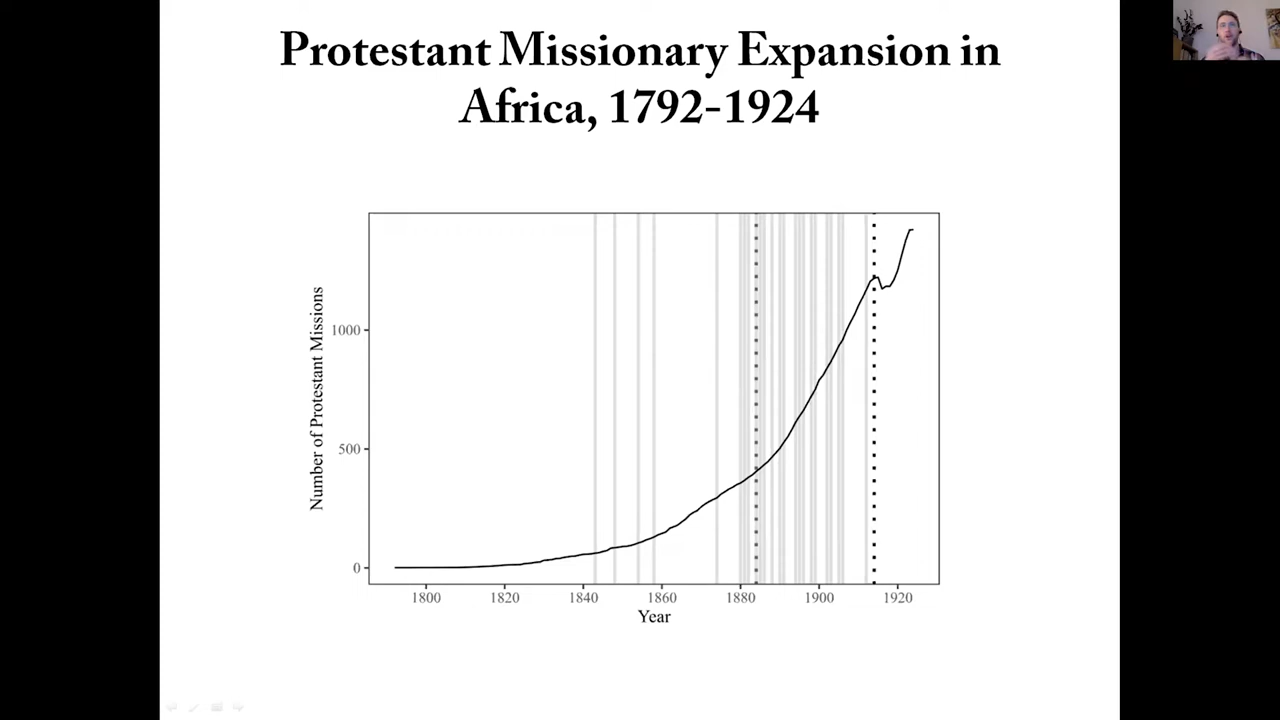 Protestant Missionary Expansion in
Africa, 1792-1924
Number of Protestant Missions
1000
500
0
1800 1820 1840 1860 1880 1900 1920
Year